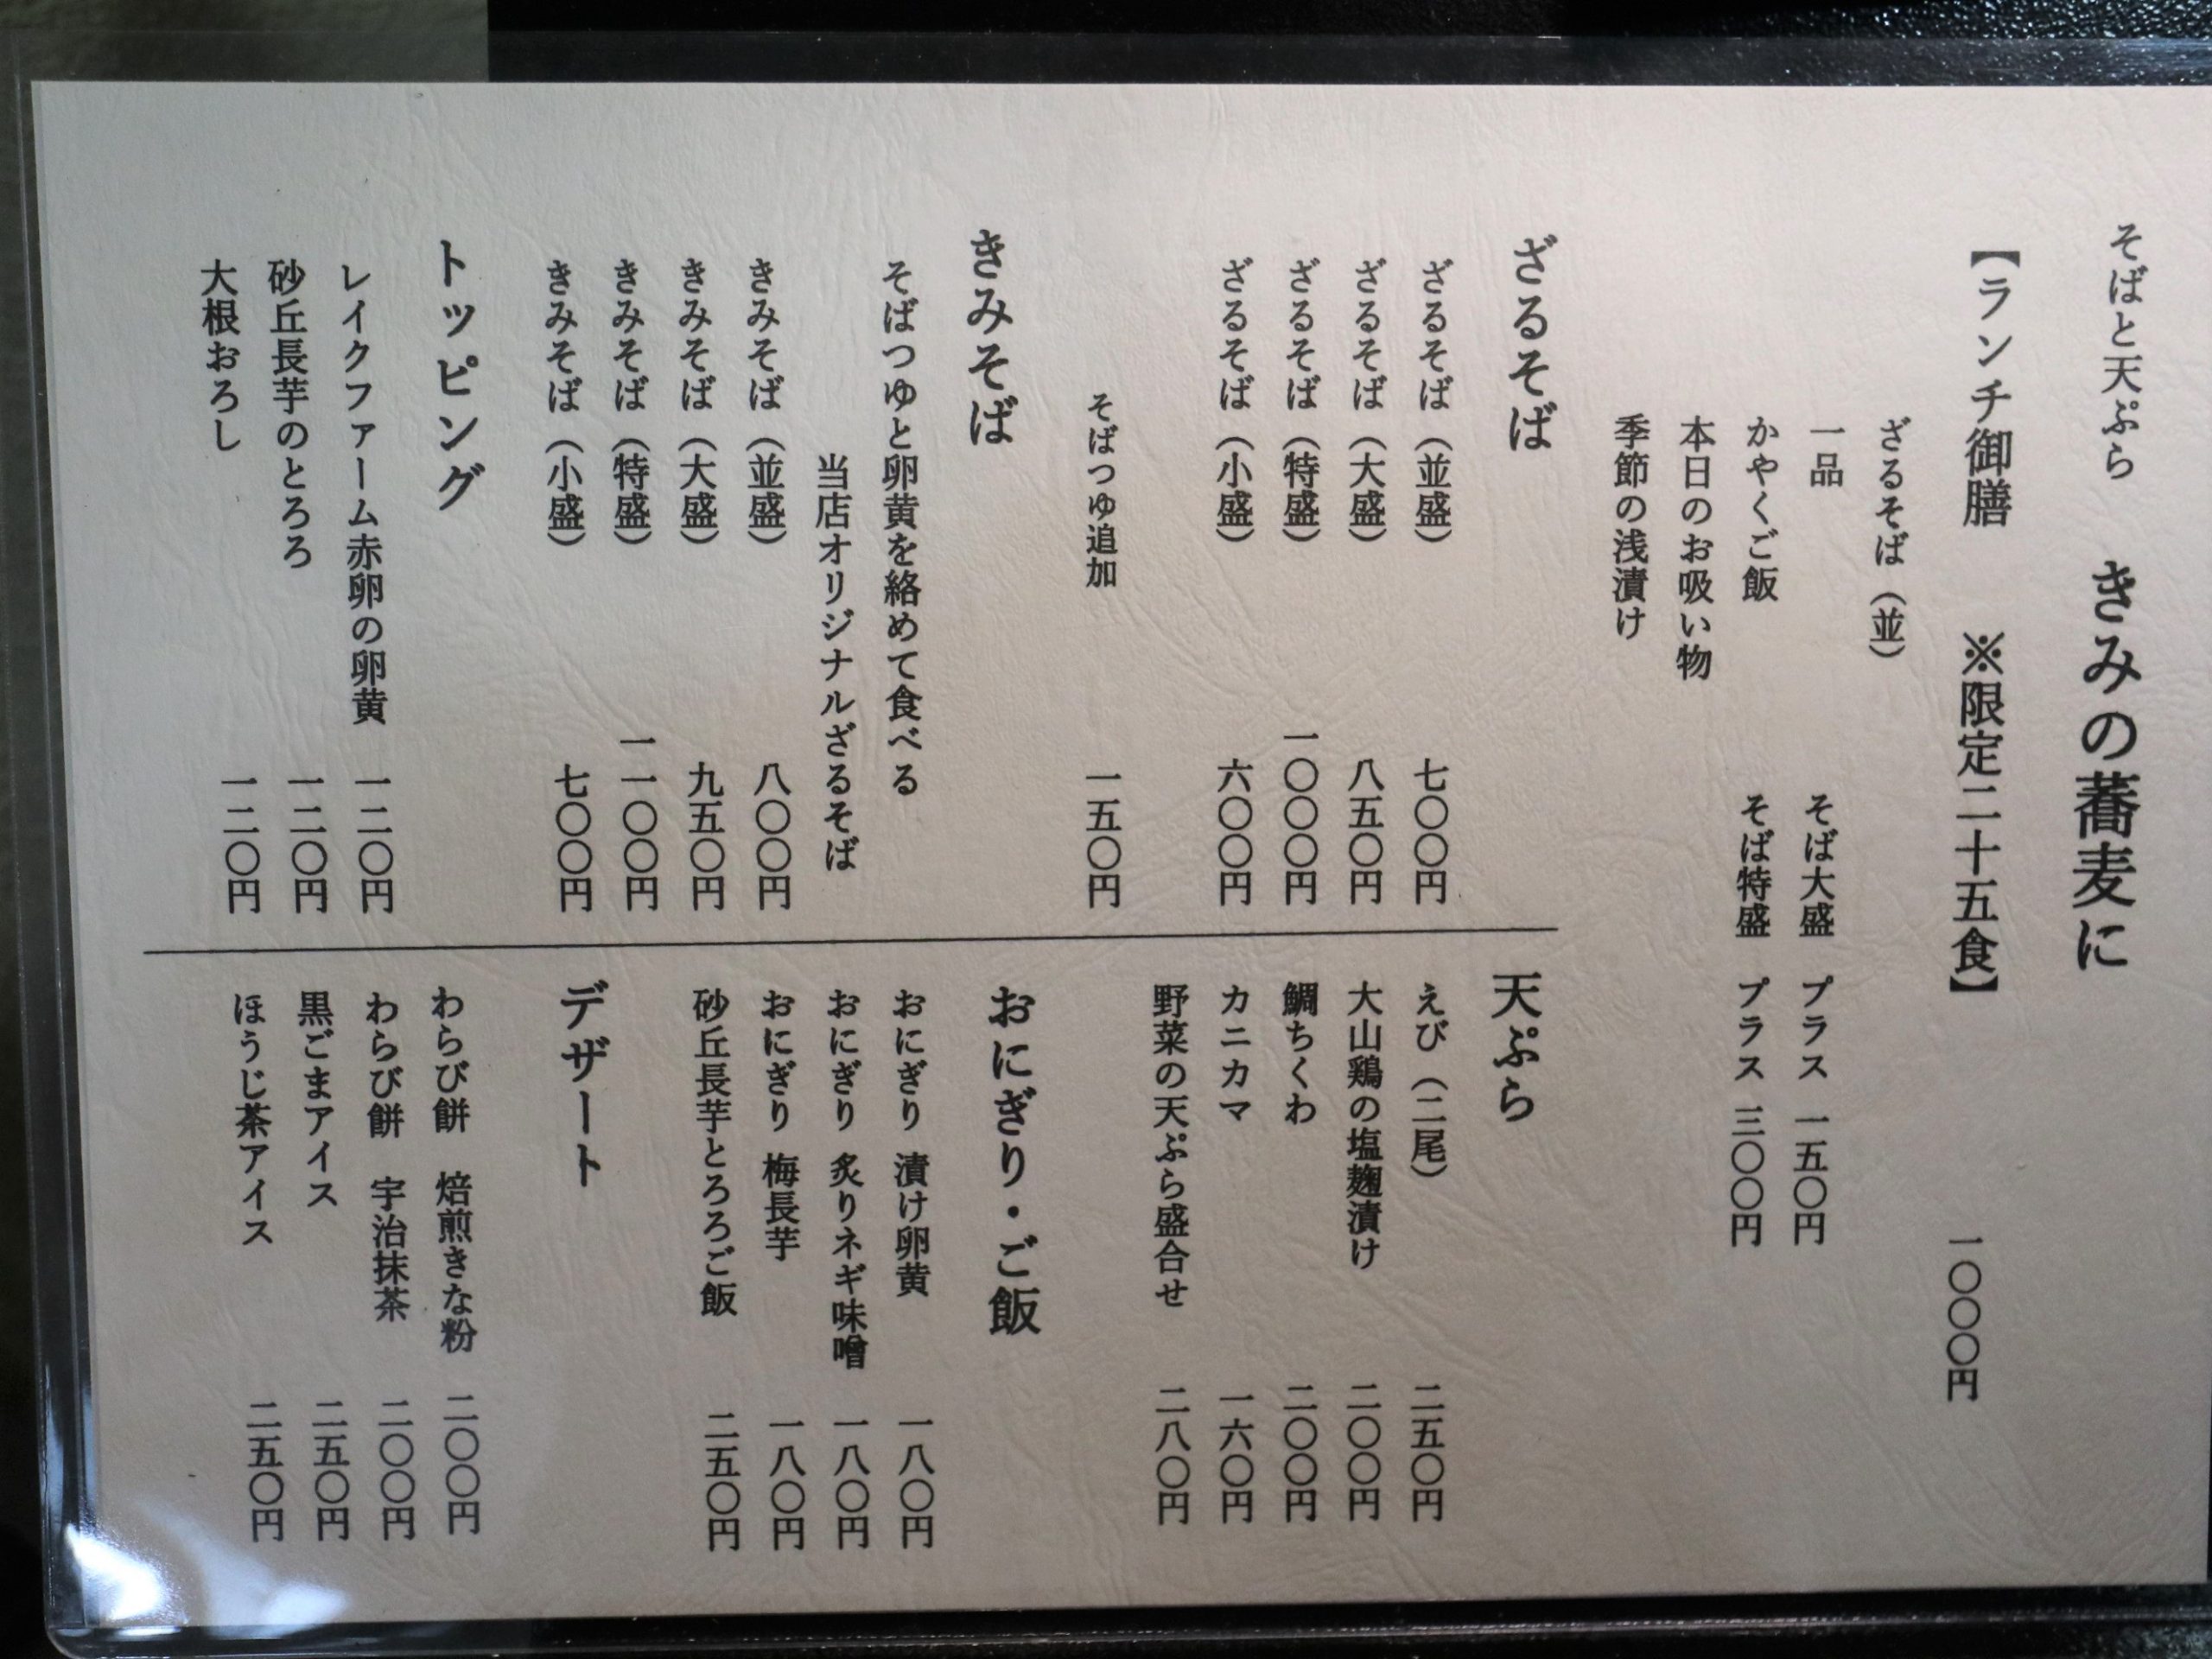 そばと天ぷら　きみの蕎麦に
【ランチ御膳　※限定二十五食】　一〇〇〇円
ざるそば（並）
一品
かやくご飯
本日のお吸い物
季節の浅漬け
そば大盛　プラス　一五〇円
そば特盛　プラス　三〇〇円
ざるそば
ざるそば（並盛）　七〇〇円
ざるそば（大盛）　八五〇円
ざるそば（特盛）　一〇〇〇円
ざるそば（小盛）　六〇〇円
そばつゆ追加　一五〇円
きみそば
そばつゆと卵黄を絡めて食べる
当店オリジナルざるそば
きみそば（並盛）　八〇〇円
きみそば（大盛）　九五〇円
きみそば（特盛）　一一〇〇円
きみそば（小盛）　七〇〇円
トッピング
レイクファーム赤卵の卵黄　一二〇円
砂丘長芋のとろろ　一二〇円
大根おろし　一二〇円
天ぷら
えび（二尾）　二五〇円
大山鶏の塩麹漬け　二〇〇円
鯛ちくわ　二〇〇円
カニカマ　一六〇円
野菜の天ぷら盛合せ　二八〇円
おにぎり・ご飯
おにぎり　漬け卵黄　一八〇円
おにぎり　炙りネギ味噌　一八〇円
おにぎり　梅長芋　一八〇円
砂丘長芋とろろご飯　二五〇円
デザート
わらび餅　焙煎きな粉　二〇〇円
わらび餅　宇治抹茶　二〇〇円
黒ごまアイス　二五〇円
ほうじ茶アイス　二五〇円